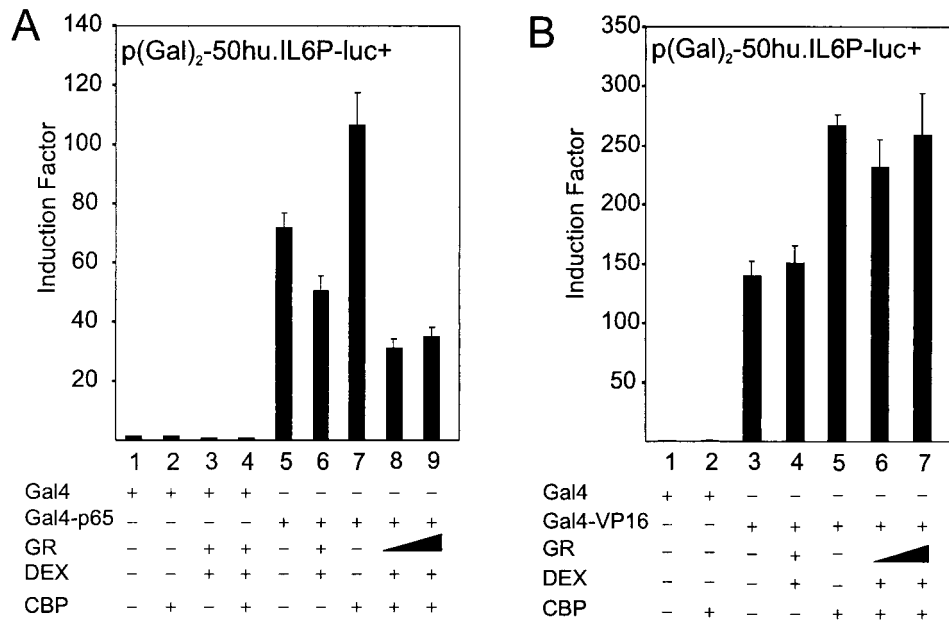 A
p(Gal)2-50hu.IL6P-luc+
Induction Factor
140
120
100
80
60
40
20
1 2 3 4 5 6 7 8 9
Gal4 + + + + – – – – –
Gal4-p65 – – – – + + + + +
GR – – + + – + –
DEX – – + + – + – + +
CBP – + – + – – + + +
B
p(Gal)2-50hu.IL6P-luc+
Induction Factor
350
300
250
200
150
100
50
1 2 3 4 5 6 7
Gal4 + + – – – – –
Gal4-VP16 – – + + + + +
GR – – – + –
DEX – – – + – + +
CBP – + – – + + +